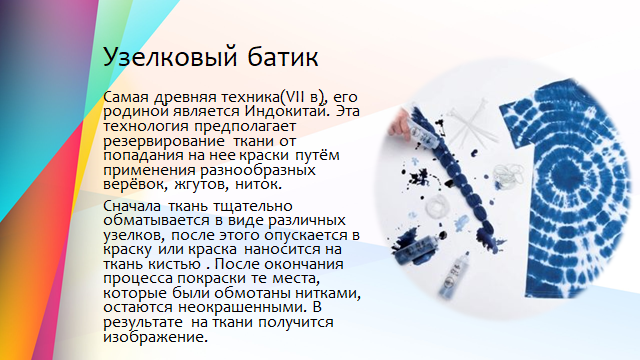 Узелковый батик
Самая древняя техника(VII в), его
родиной является Индокитай. Эта
технология предполагает
резервирование ткани от
попадания на нее краски путём
применения разнообразных
верёвок, жгутов, ниток.
Сначала ткань тщательно
обматывается в виде различных
узелков, после этого опускается в
краску или краска наносится на
ткань кистью . После окончания
процесса покраски те места,
которые были обмотаны нитками,
остаются неокрашенными. В
результате на ткани получится
изображение.